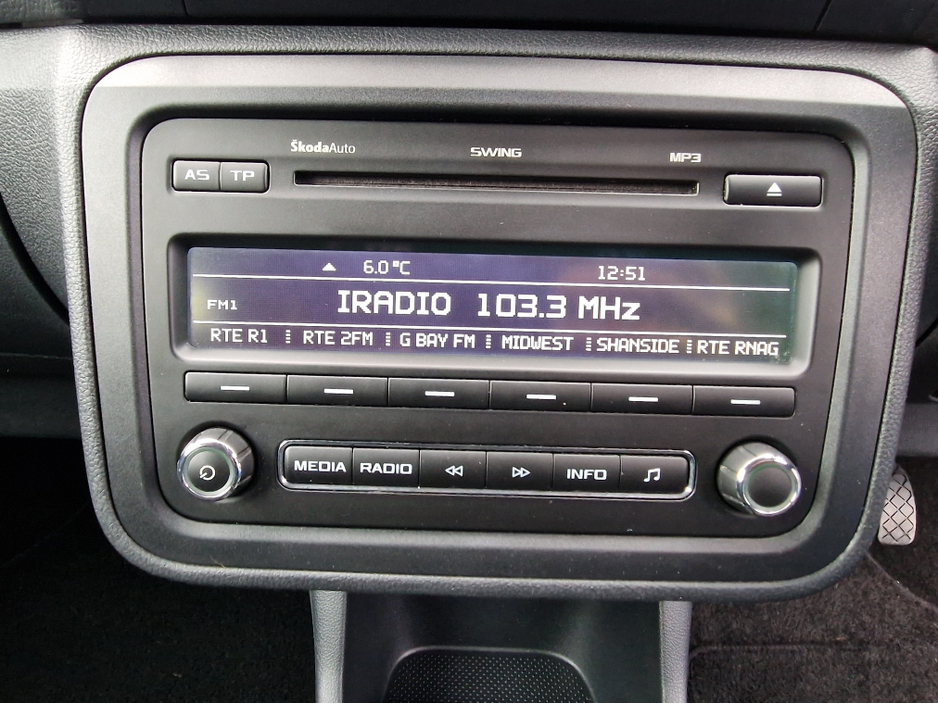 ŠkodaAuto SWING MP3
AS TP
6.0°C 12:51
FM1 IRADIO 103.3 MHz
RTE R1 RTE 2FM G BAY FM MIDWEST SHANSIDE RTE RNAG
MEDIA RADIO INFO